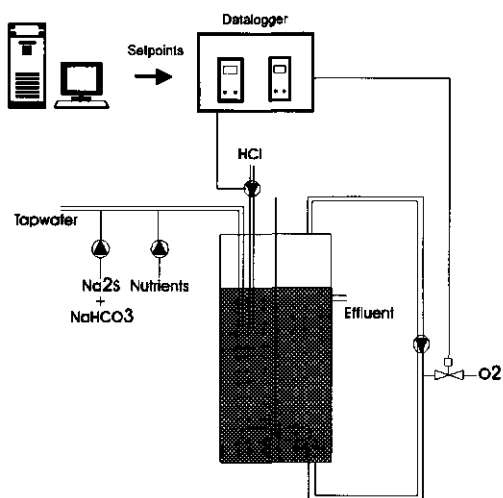 Datalogger
Setpoints
HCl
Tapwater
Na2S
+
NaHCO3
Nutrients
Effluent
O2